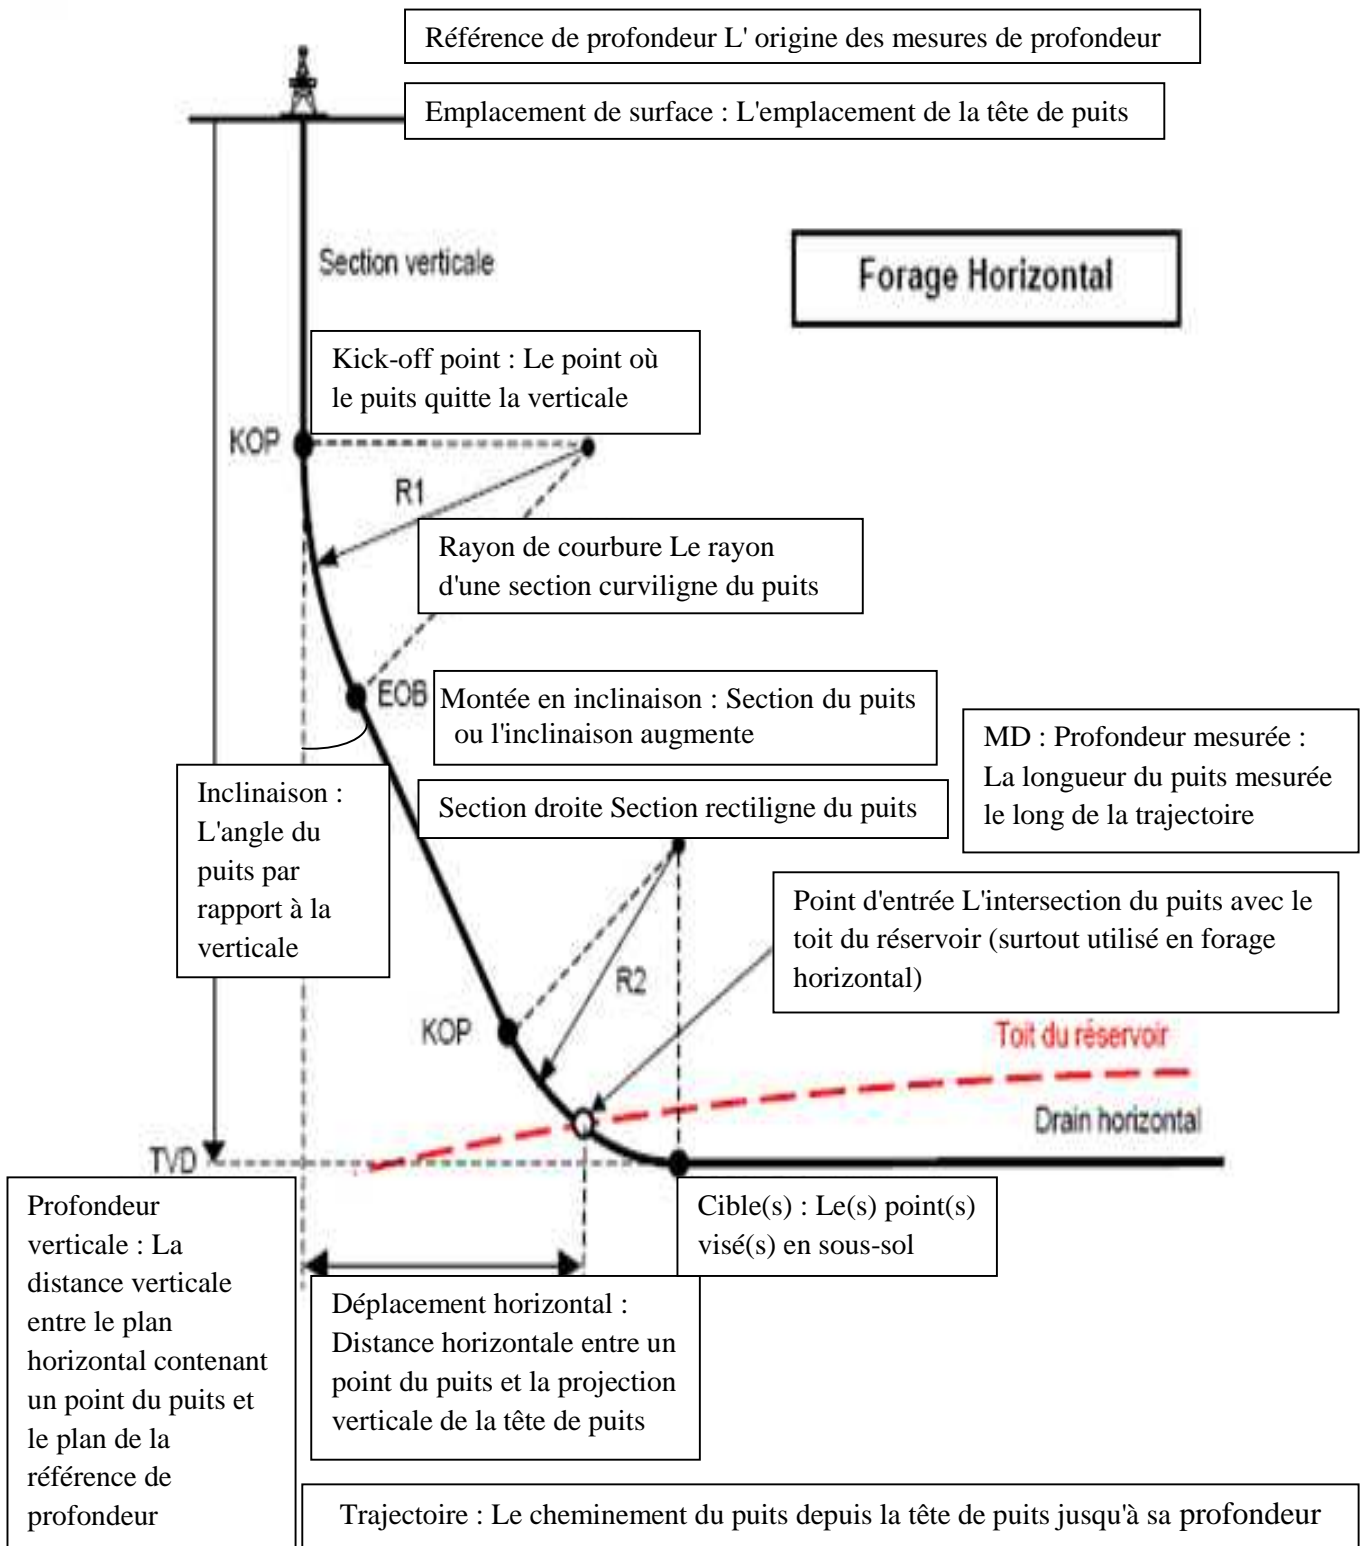 Référence de profondeur L' origine des mesures de profondeur
Emplacement de surface : L'emplacement de la tête de puits
Section verticale
Forage Horizontal
Kick-off point : Le point où
le puits quitte la verticale
KOP
R1
Rayon de courbure Le rayon
d'une section curviligne du puits
EOB
Montée en inclinaison : Section du puits
ou l'inclinaison augmente
MD : Profondeur mesurée :
La longueur du puits mesurée
le long de la trajectoire
Inclinaison :
L'angle du
puits par
rapport à la
verticale
Section droite Section rectiligne du puits
Point d'entrée L'intersection du puits avec le
toit du réservoir (surtout utilisé en forage
horizontal)
R2
KOP
Toit du réservoir
Drain horizontal
TVD
Profondeur
verticale : La
distance verticale
entre le plan
horizontal contenant
un point du puits et
le plan de la
référence de
profondeur
Cible(s) : Le(s) point(s)
visé(s) en sous-sol
Déplacement horizontal :
Distance horizontale entre un
point du puits et la projection
verticale de la tête de puits
Trajectoire : Le cheminement du puits depuis la tête de puits jusqu'à sa profondeur